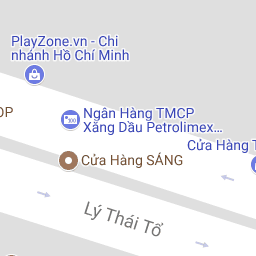 PlayZone.vn - Chi
nhánh Hồ Chí Minh
OP
Ngân Hàng TMCP
Xăng Dầu Petrolimex...
Cửa Hàng T
Cửa Hàng SÁNG
Lý Thái Tổ